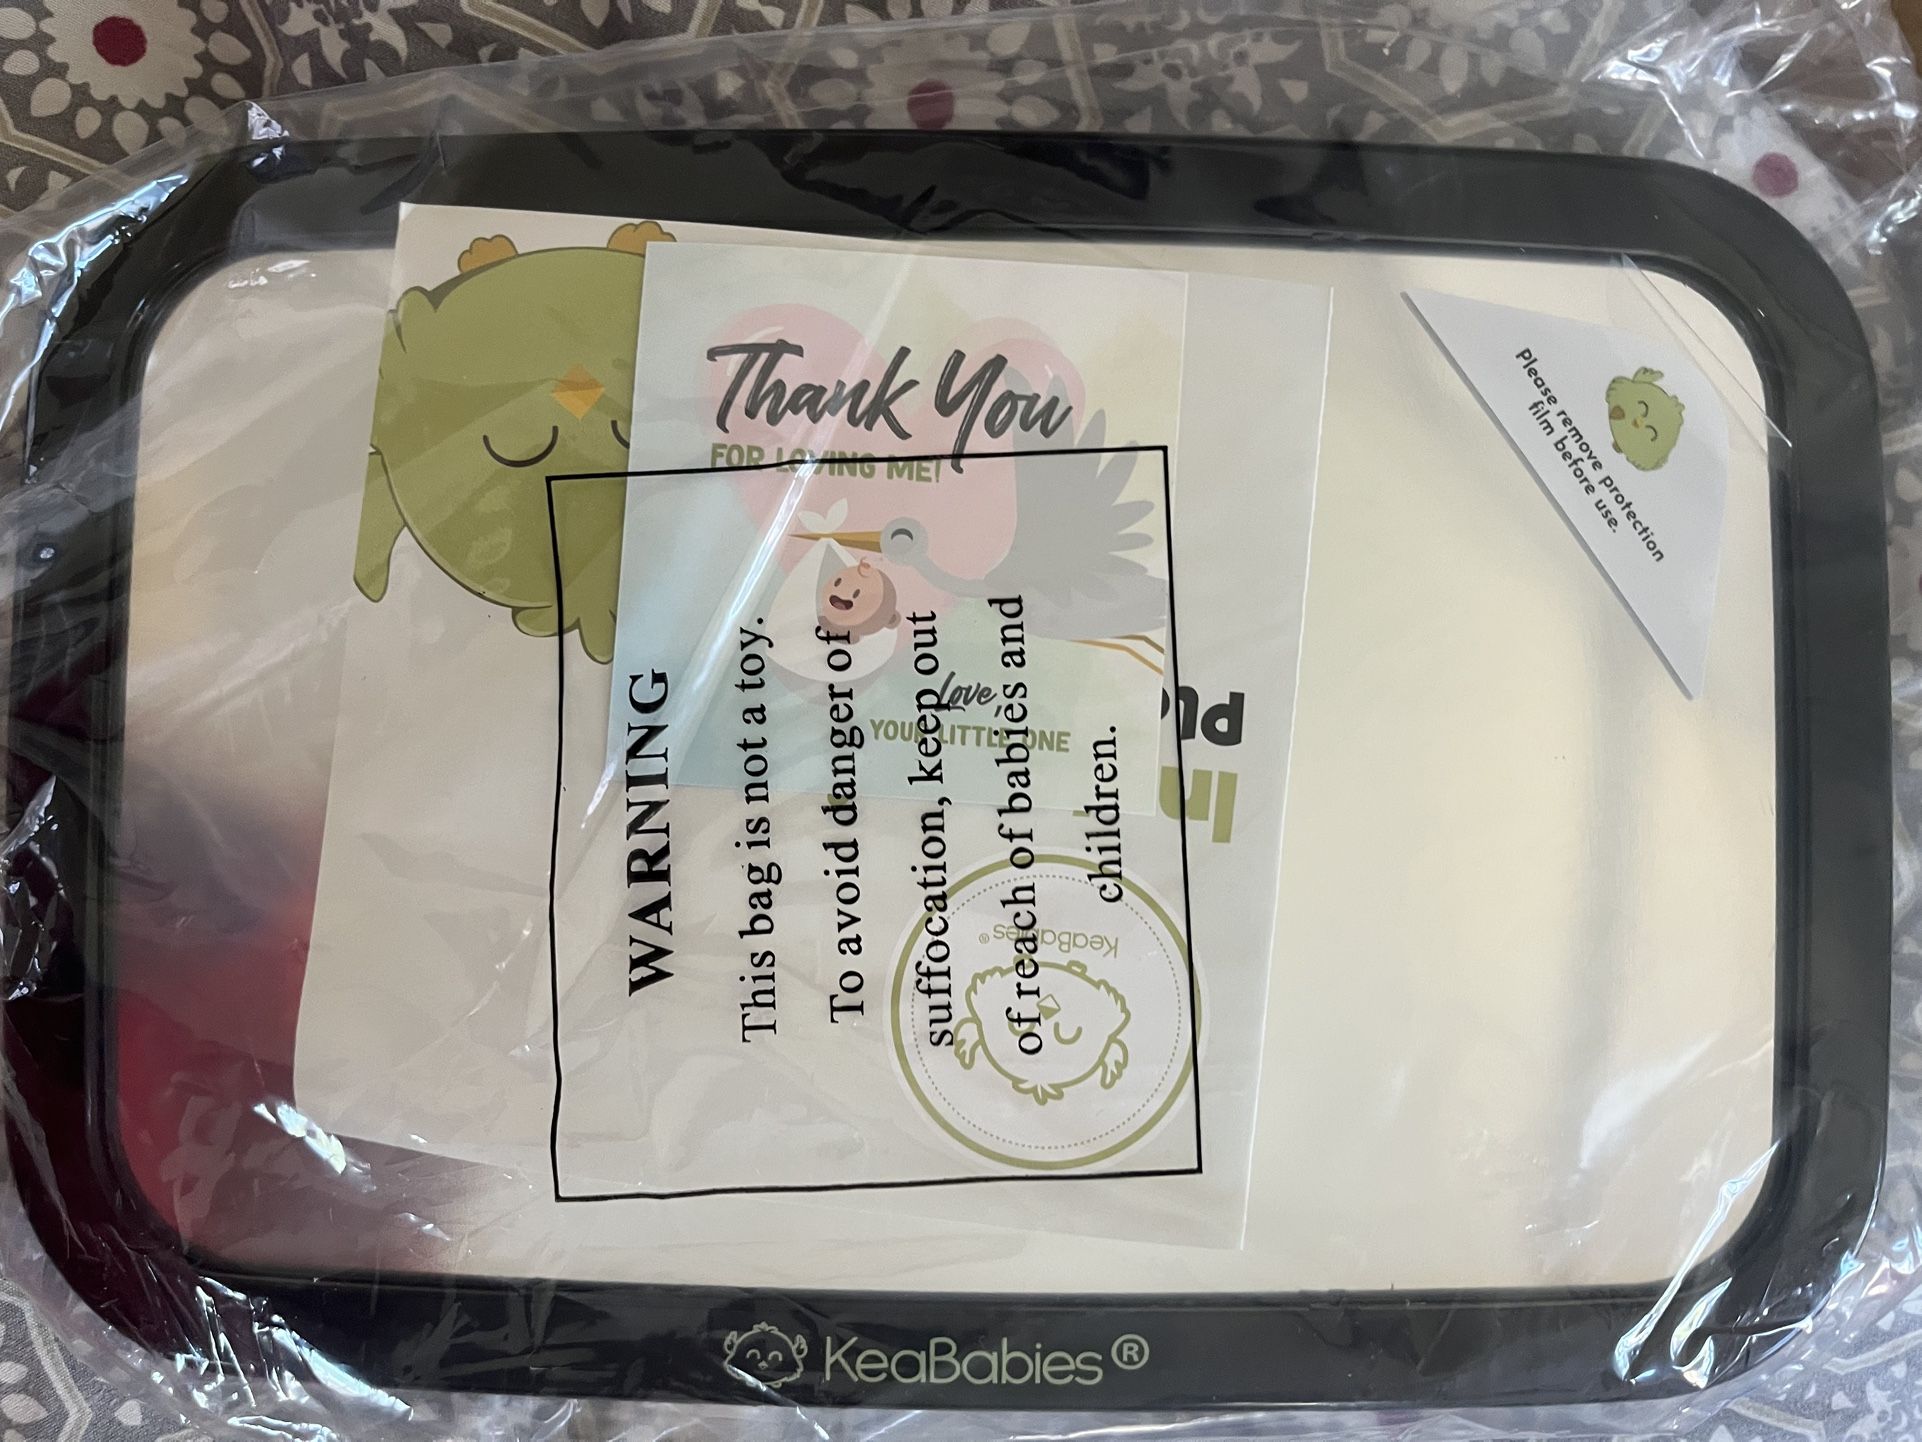 Thank You
FOR LOVING ME!
Love,
YOUR LITTLE ONE
Please remove protection
film before use.
WARNING
This bag is not a toy.
To avoid danger of
suffocation, keep out
of reach of babies and
children.
In
KeaBabies®
KeaBabies®